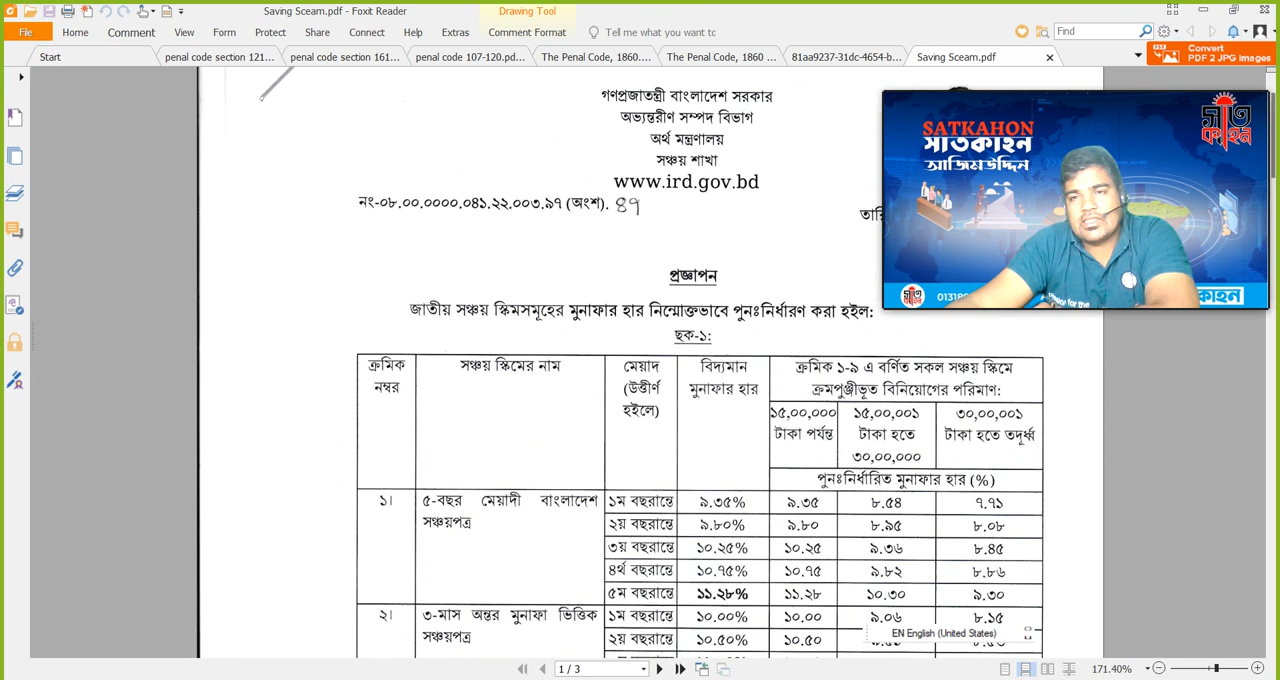 Saving Sceam.pdf - Foxit Reader
Drawing Tool
File Home Comment View Form Protect Share Connect Help Extras Comment Format Tell me what you want tc Find
Start penal code section 121... penal code section 161... penal code 107-120.pd... The Penal Code, 1860.... The Penal Code, 1860 ... 81aa9237-31dc-4654-b... Saving Sceam.pdf
Convert
PDF 2 JPG Images
গণপ্রজাতন্ত্রী বাংলাদেশ সরকার
অভ্যন্তরীণ সম্পদ বিভাগ
অর্থ মন্ত্রণালয়
সঞ্চয় শাখা
www.ird.gov.bd
নং-০৮.০০.০০০০.০৪১.২২.০০৩.৯৭ (অংশ). ৪৭
তারি
SATKAHON
সাতকাহন
আজিমউদ্দিন
সাত
কাহন
প্রজ্ঞাপন
জাতীয় সঞ্চয় স্কিমসমূহের মুনাফার হার নিম্মোক্তভাবে পুনঃনির্ধারণ করা হইল:
ছক-১:
ক্রমিক নম্বর
সঞ্চয় স্কিমের নাম
মেয়াদ (উত্তীর্ণ হইলে)
বিদ্যমান মুনাফার হার
ক্রমিক ১-৯ এ বর্ণিত সকল সঞ্চয় স্কিমে
ক্রমপুঞ্জীভূত বিনিয়োগের পরিমাণ:
১৫,০০,০০০ টাকা পর্যন্ত
১৫,০০,০০১ টাকা হতে ৩০,০০,০০০
৩০,০০,০০১ টাকা হতে তদূর্ধ্ব
পুনঃনির্ধারিত মুনাফার হার (%)
১। ৫-বছর মেয়াদী বাংলাদেশ ১ম বছরান্তে ৯.৩৫% ৯.৩৫ ৮.৫৪ ৭.৭১
সঞ্চয়পত্র ২য় বছরান্তে ৯.৮০% ৯.৮০ ৮.৯৫ ৮.০৮
৩য় বছরান্তে ১০.২৫% ১০.২৫ ৯.৩৬ ৮.৪৫
৪র্থ বছরান্তে ১০.৭৫% ১০.৭৫ ৯.৮২ ৮.৮৬
৫ম বছরান্তে ১১.২৮% ১১.২৮ ১০.৩০ ৯.৩০
২। ৩-মাস অন্তর মুনাফা ভিত্তিক ১ম বছরান্তে ১০.০০% ১০.০০ ৯.০৬ ৮.১৫
সঞ্চয়পত্র ২য় বছরান্তে ১০.৫০% ১০.৫০
EN English (United States)
1 / 3
171.40%